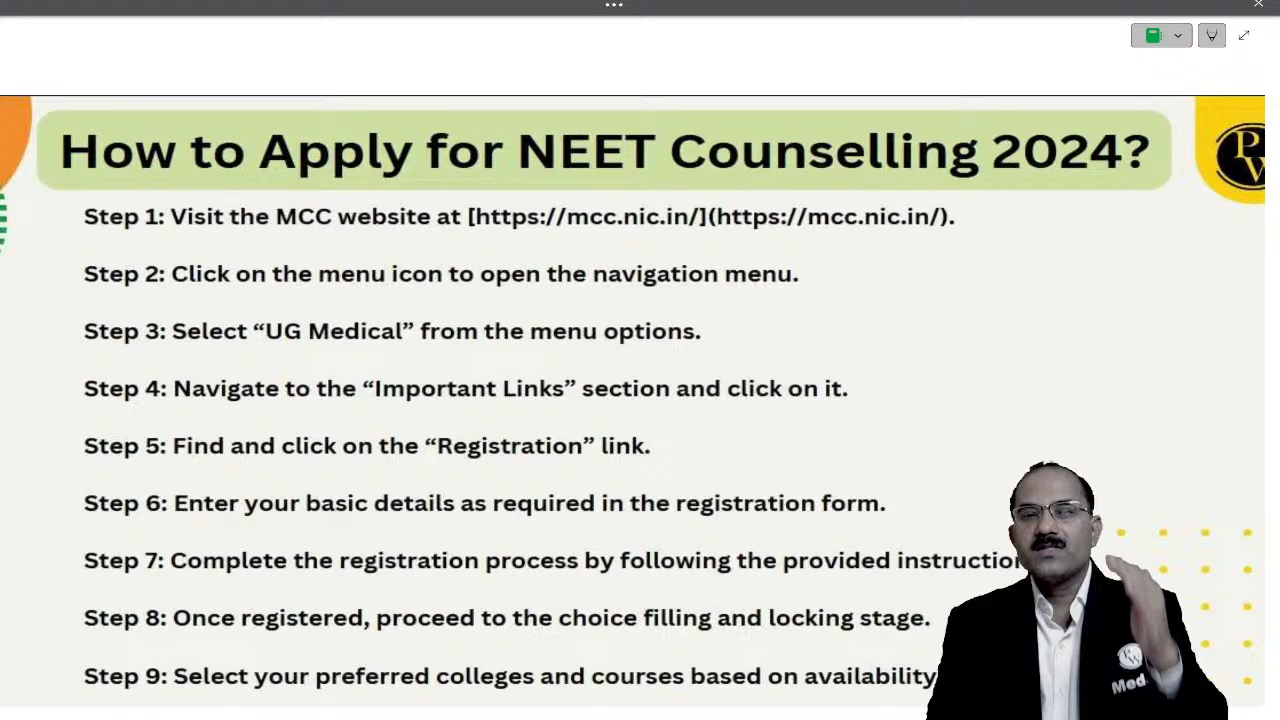 How to Apply for NEET Counselling 2024?
PW
Step 1: Visit the MCC website at [https://mcc.nic.in/](https://mcc.nic.in/).
Step 2: Click on the menu icon to open the navigation menu.
Step 3: Select “UG Medical” from the menu options.
Step 4: Navigate to the “Important Links” section and click on it.
Step 5: Find and click on the “Registration” link.
Step 6: Enter your basic details as required in the registration form.
Step 7: Complete the registration process by following the provided instruction
Step 8: Once registered, proceed to the choice filling and locking stage.
Step 9: Select your preferred colleges and courses based on availability
PW
Med